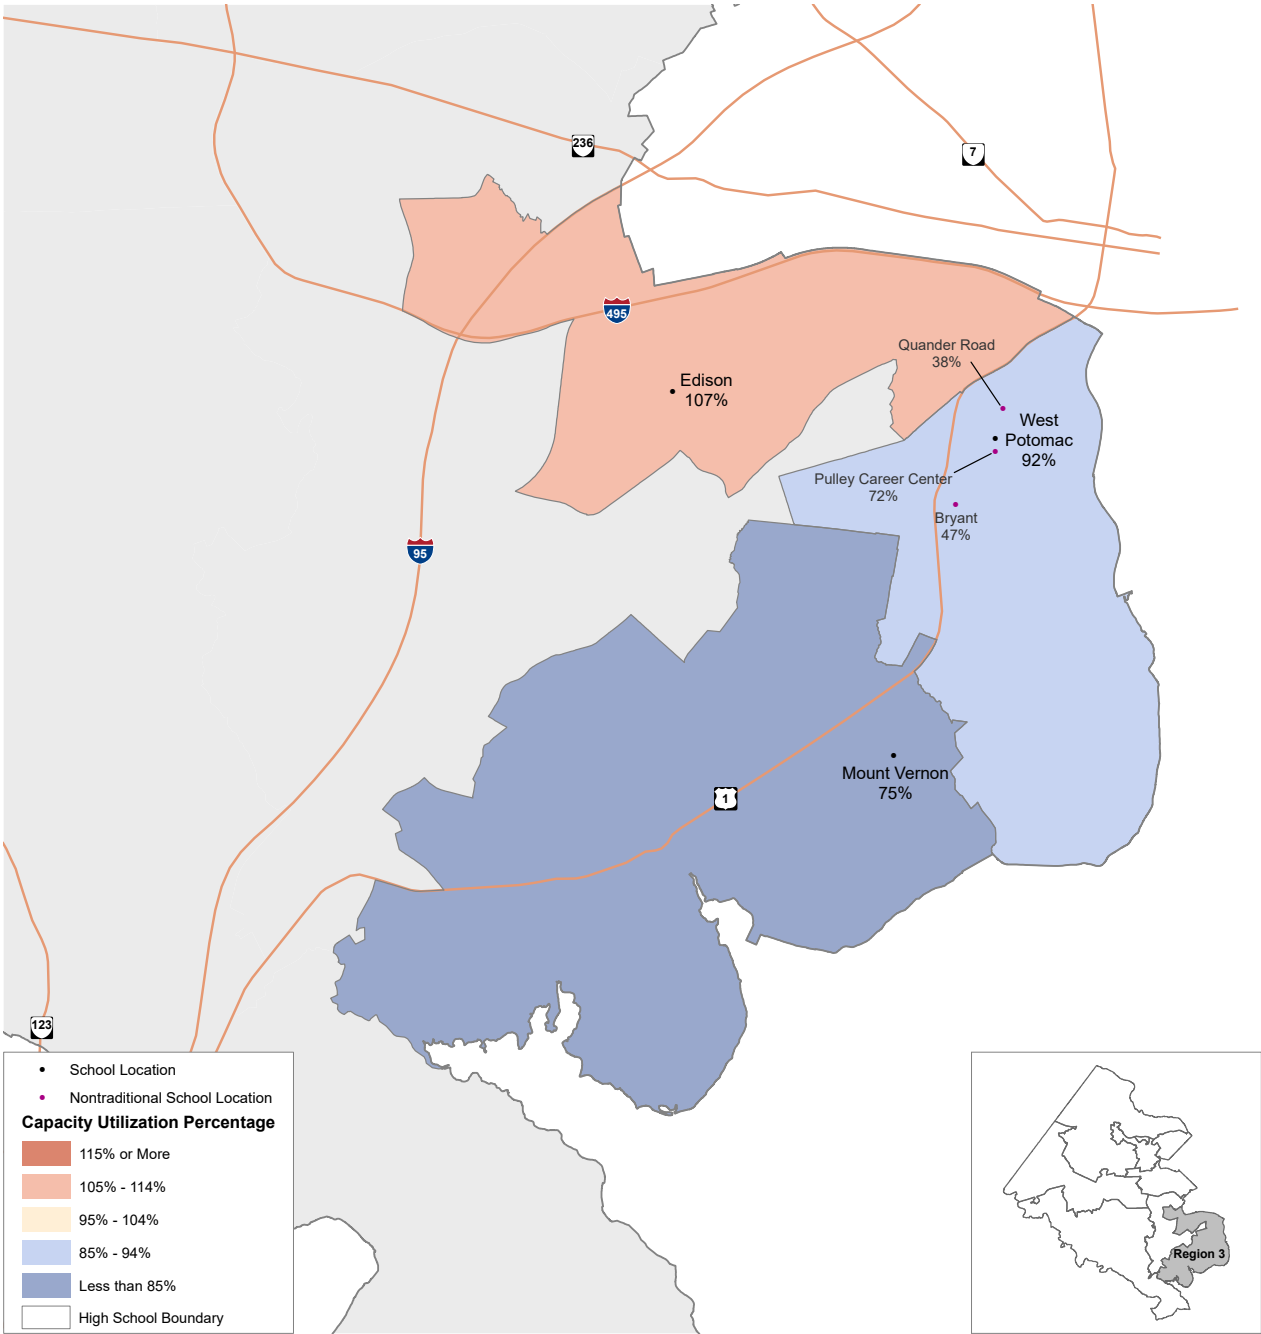 236
7
495
Quander Road
38%
Edison
107%
West
Potomac
92%
Pulley Career Center
72%
Bryant
47%
95
Mount Vernon
75%
1
123
School Location
Nontraditional School Location
Capacity Utilization Percentage
115% or More
105% - 114%
95% - 104%
85% - 94%
Less than 85%
High School Boundary
Region 3